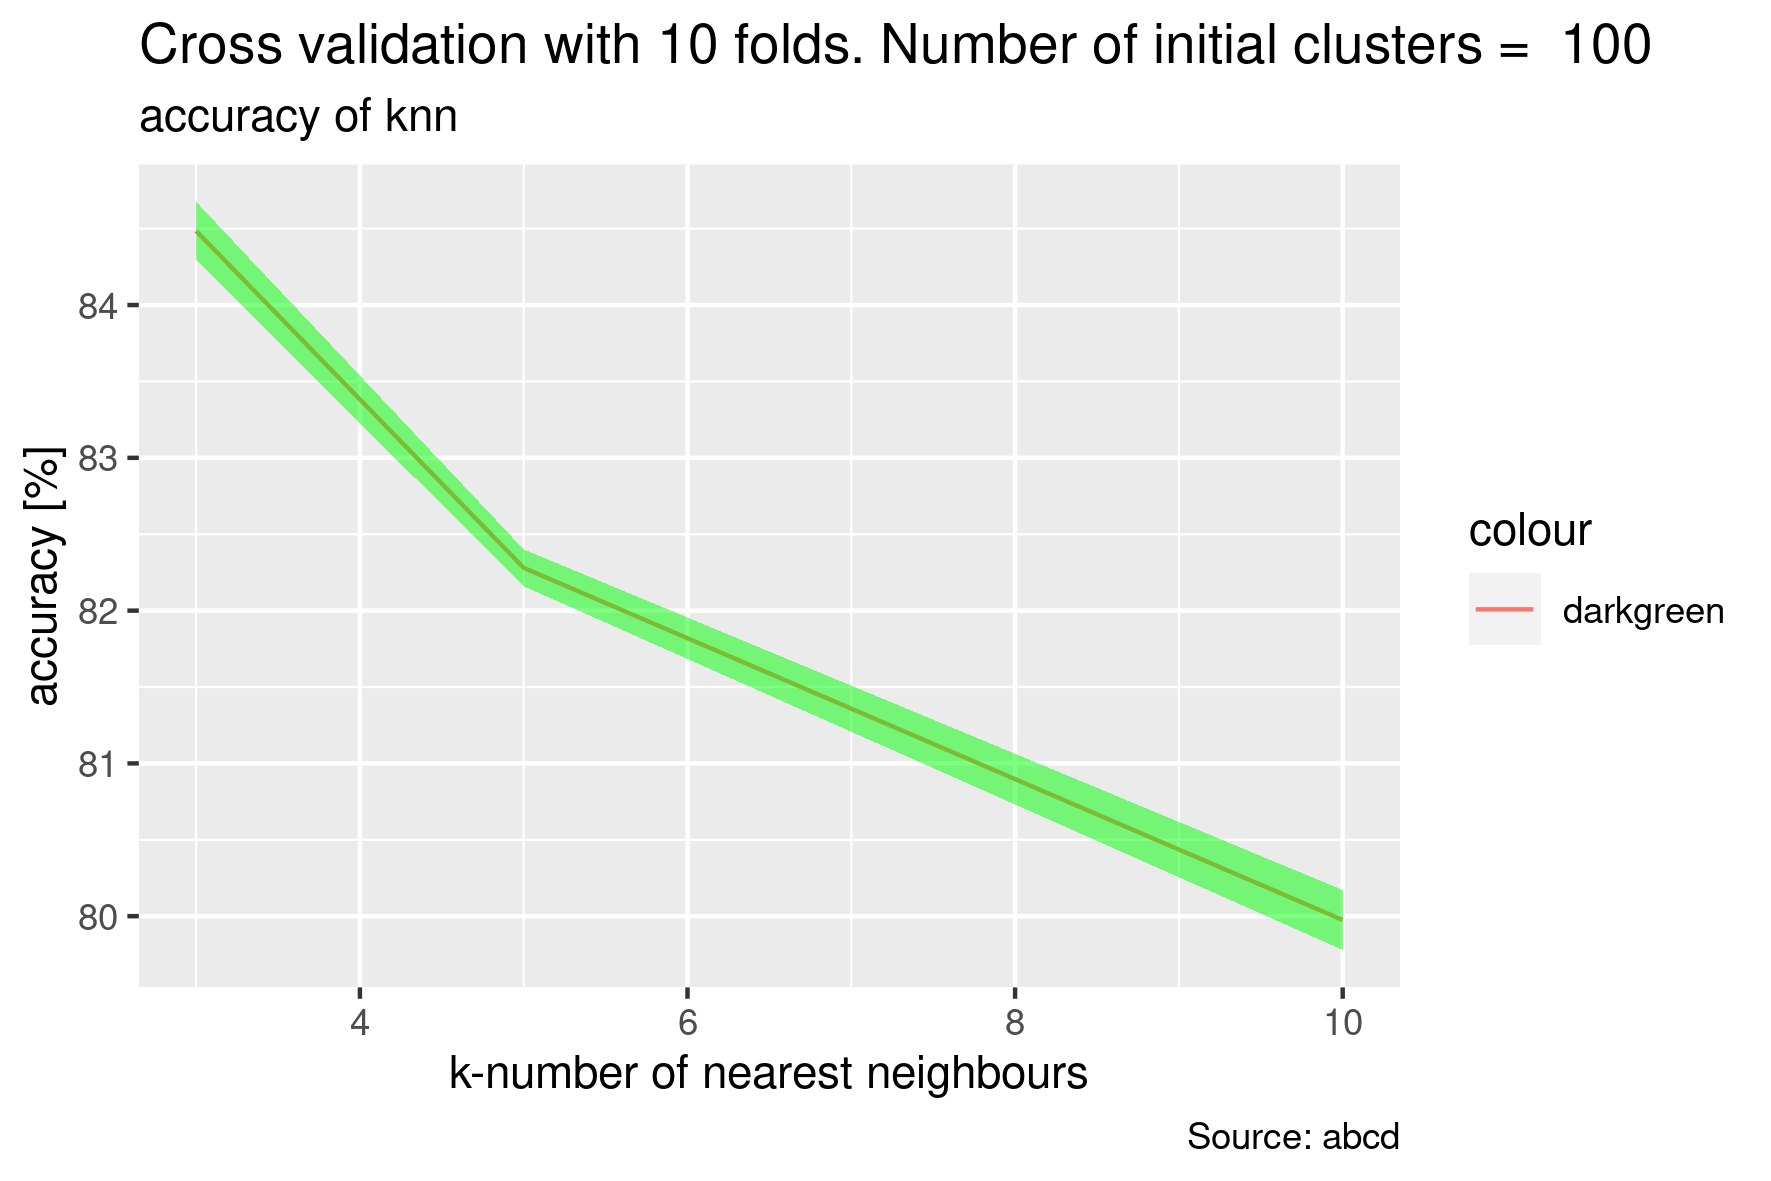 Cross validation with 10 folds. Number of initial clusters =  100
accuracy of knn
accuracy [%]
84
83
82
81
80
4 6 8 10
k-number of nearest neighbours
colour
darkgreen
Source: abcd